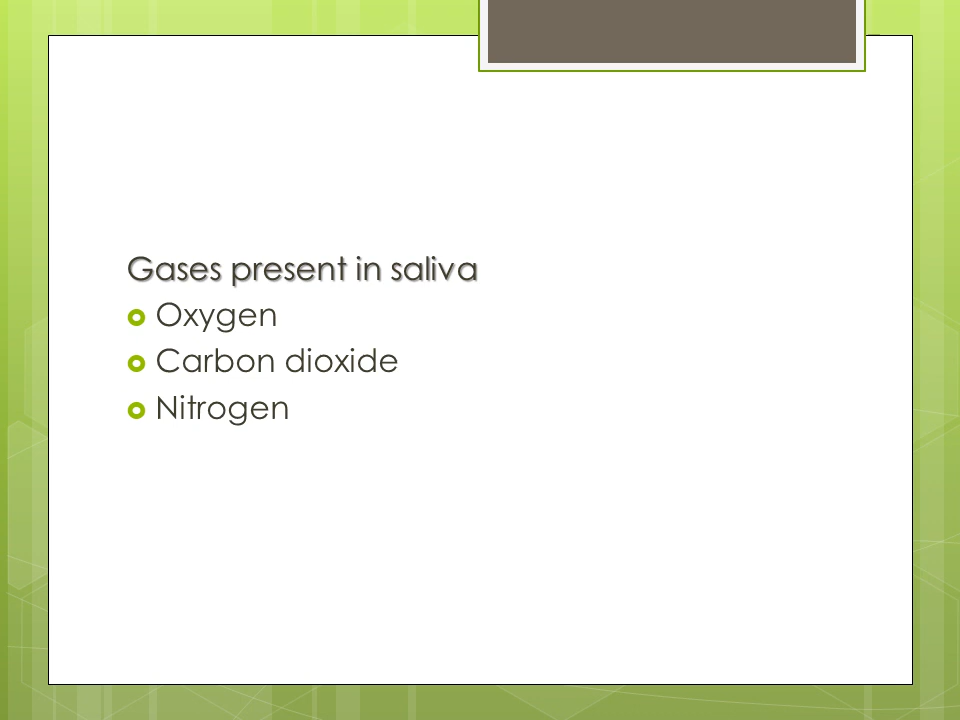 Gases present in saliva
Oxygen
Carbon dioxide
Nitrogen